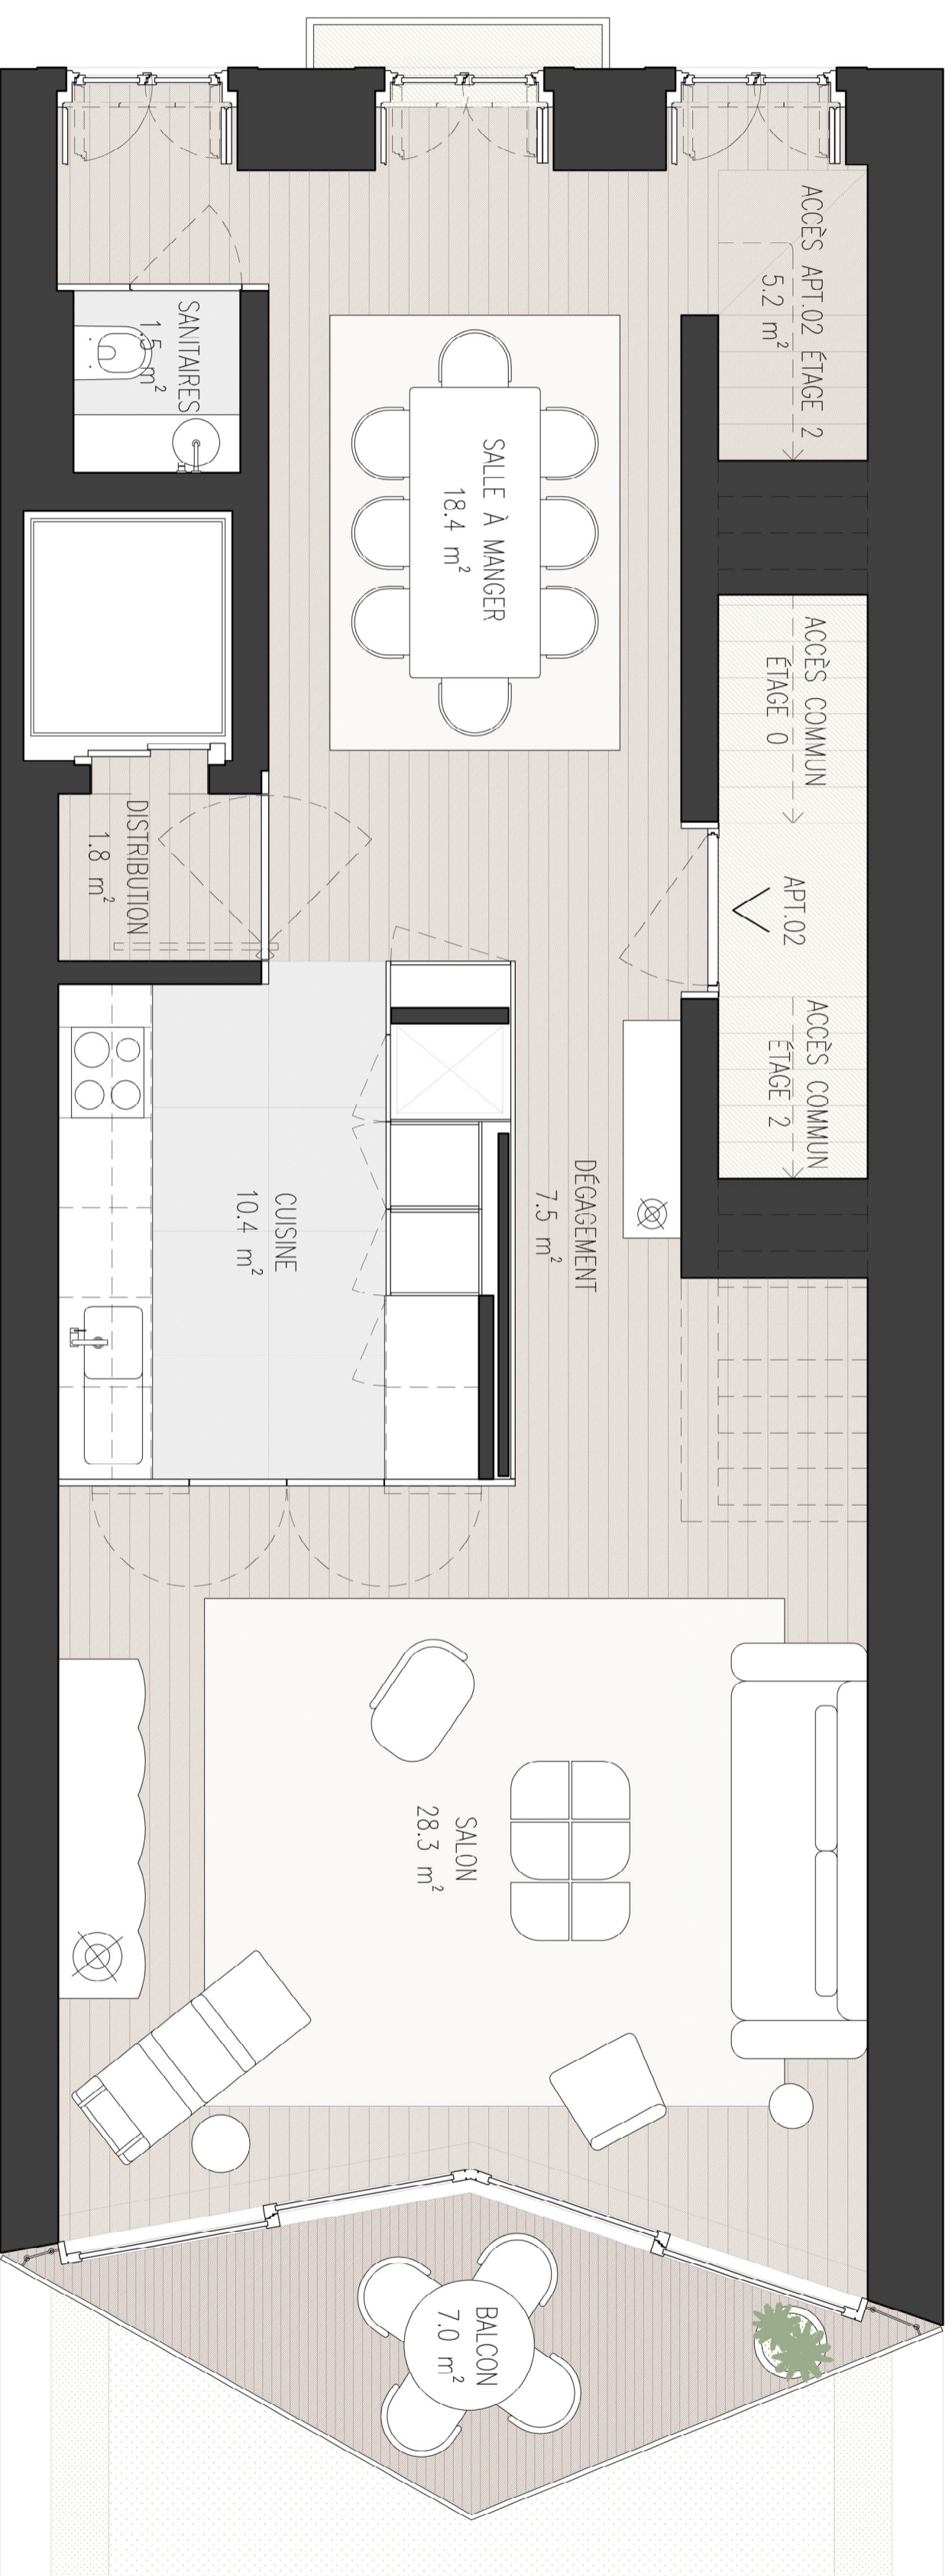 ACCÈS APT.02 ÉTAGE 2
5.2 m²
SANITAIRES
1.5 m²
SALLE À MANGER
18.4 m²
ACCÈS COMMUN
ÉTAGE 0
DISTRIBUTION
1.8 m²
APT.02
ACCÈS COMMUN
ÉTAGE 2
DÉGAGEMENT
7.5 m²
CUISINE
10.4 m²
SALON
28.3 m²
BALCON
7.0 m²